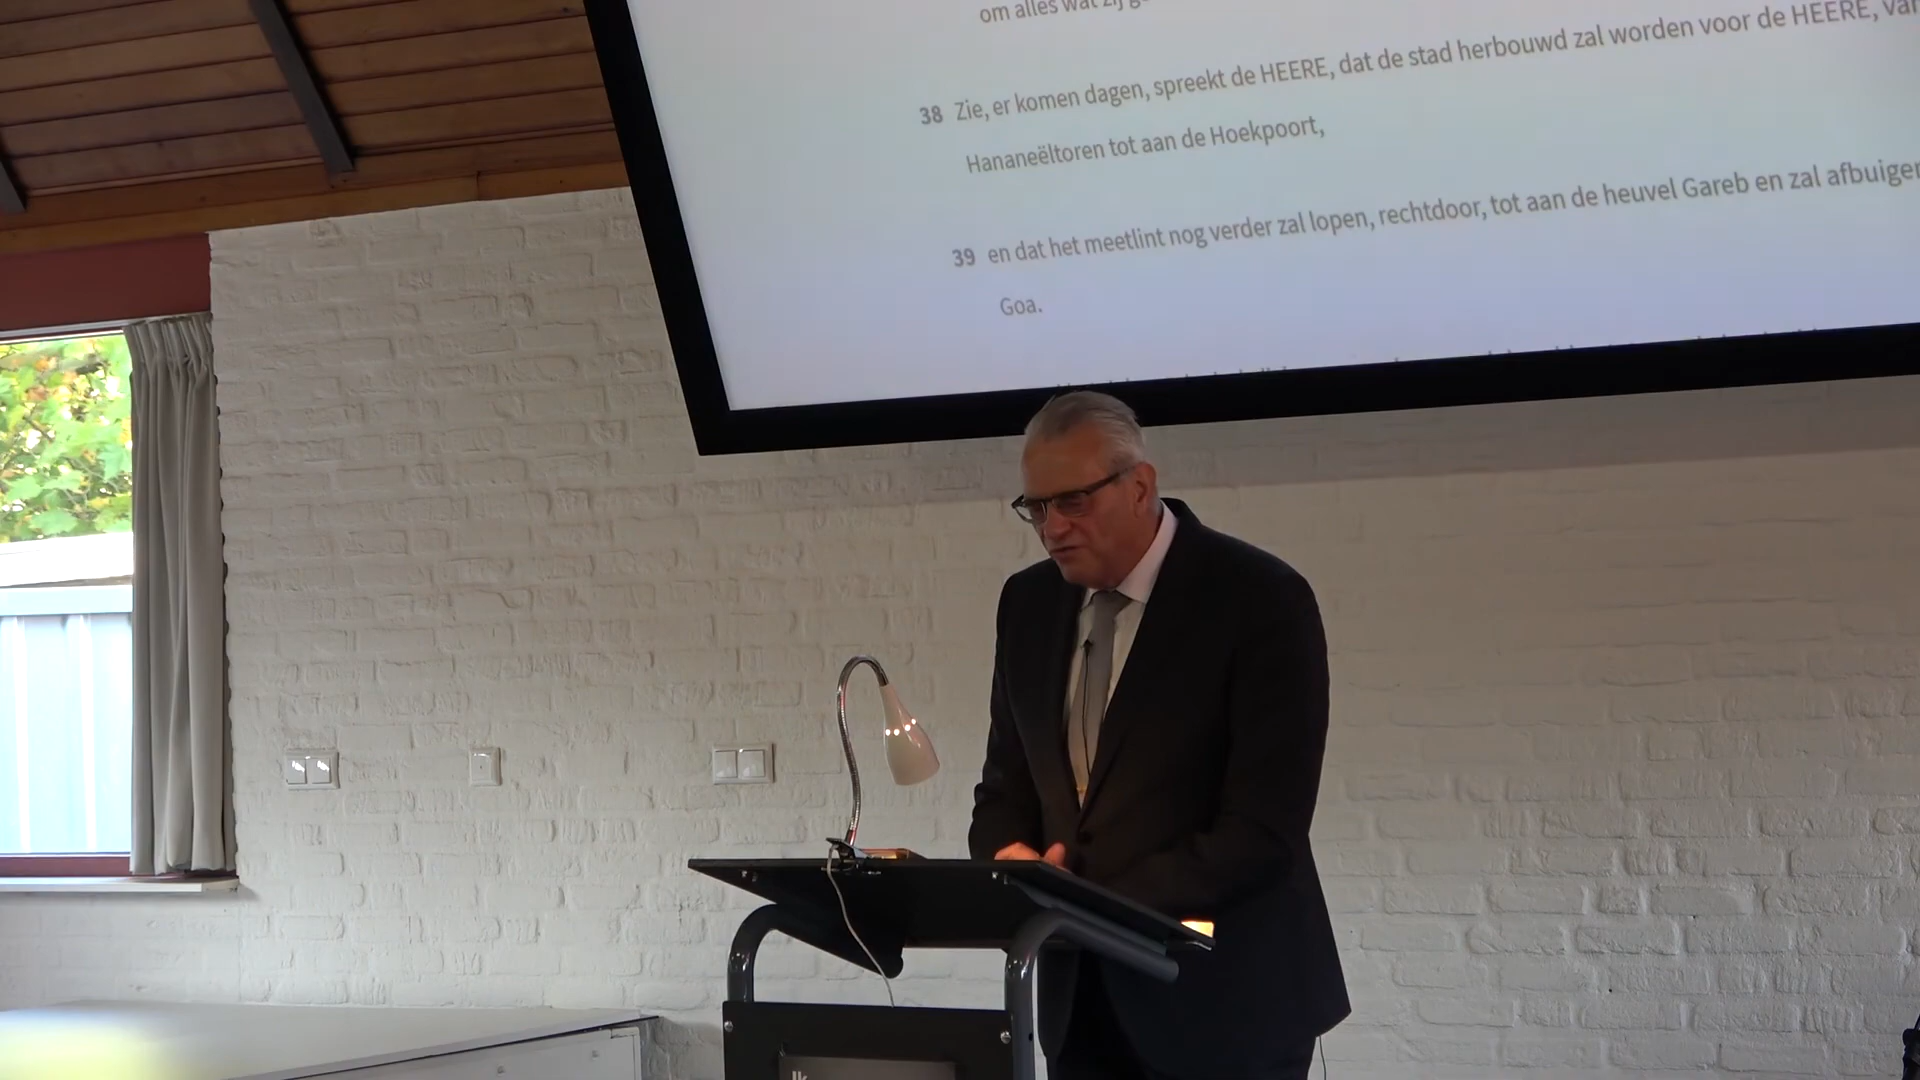 om alles wat zij
38 Zie, er komen dagen, spreekt de HEERE, dat de stad herbouwd zal worden voor de HEERE,
Hananeëltoren tot aan de Hoekpoort,
39 en dat het meetlint nog verder zal lopen, rechtdoor, tot aan de heuvel Gareb en zal afbuigen
Goa.